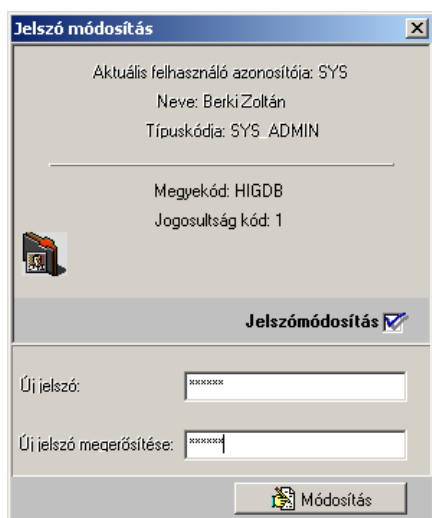 Jelszó módosítás
Aktuális felhasználó azonosítója: SYS
Neve: Berki Zoltán
Típuskódja: SYS_ADMIN
Megyekód: HIGDB
Jogosultság kód: 1
Jelszómódosítás
Új jelszó: ******
Új jelszó megerősítése: ******
Módosítás